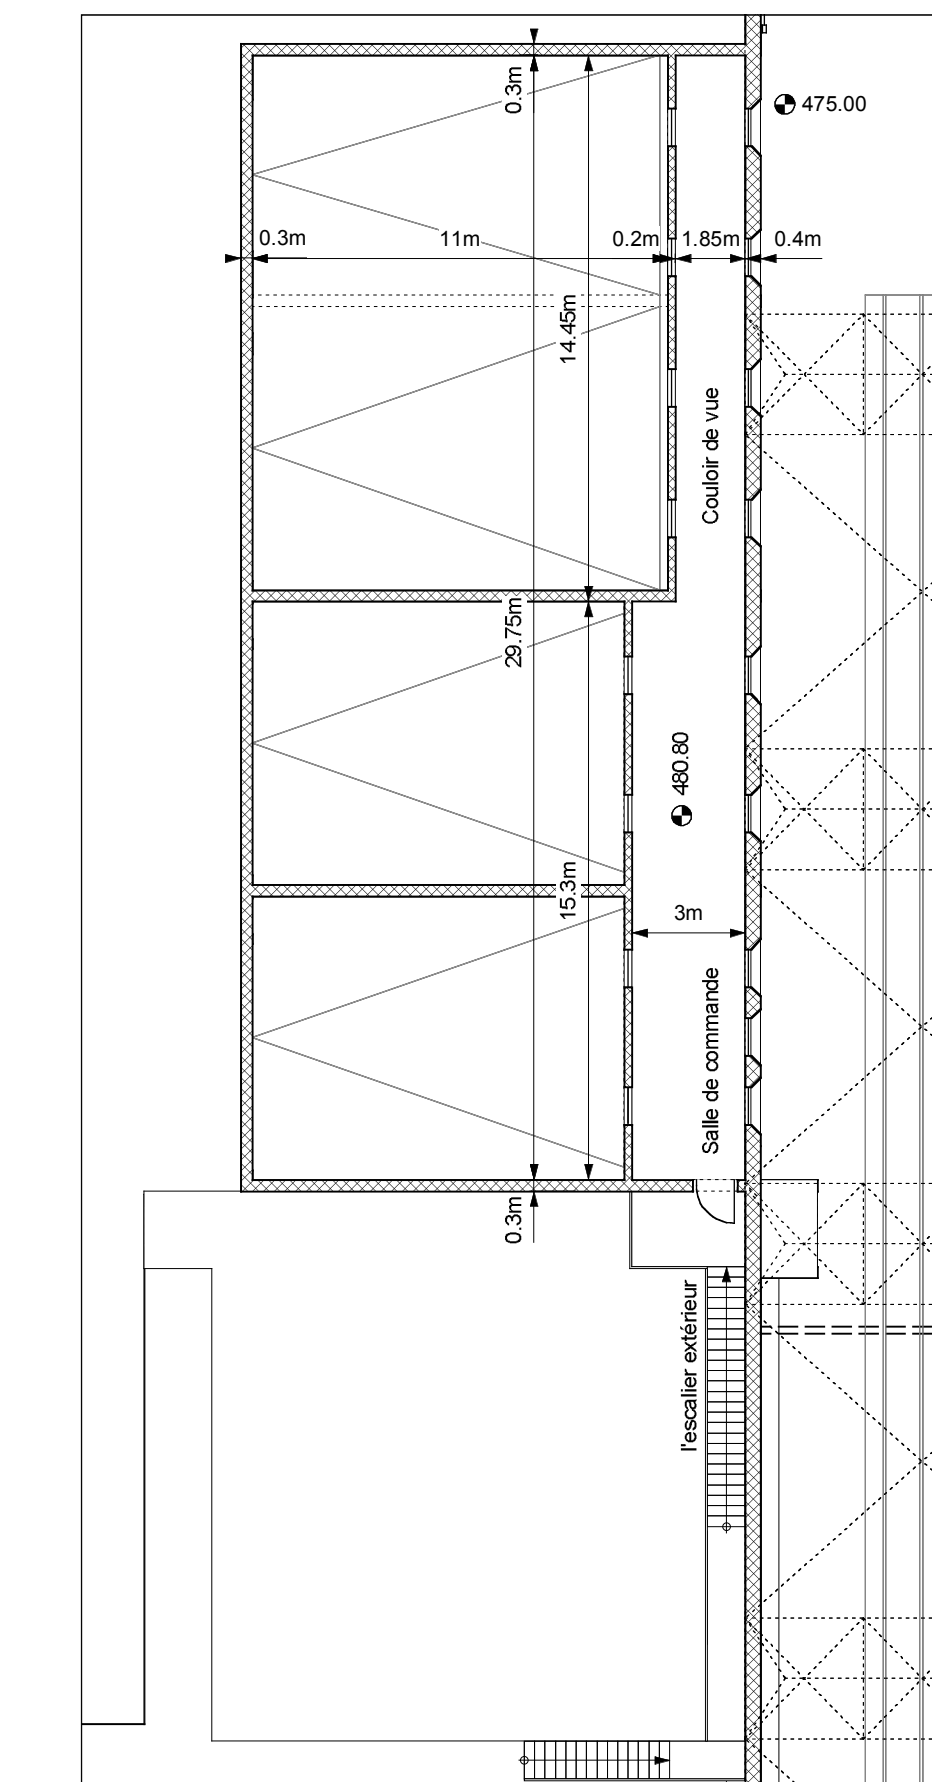 0.3m
475.00
0.3m
11m
0.2m
1.85m
0.4m
14.45m
Couloir de vue
29.75m
480.80
15.3m
3m
Salle de commande
0.3m
l'escalier extérieur